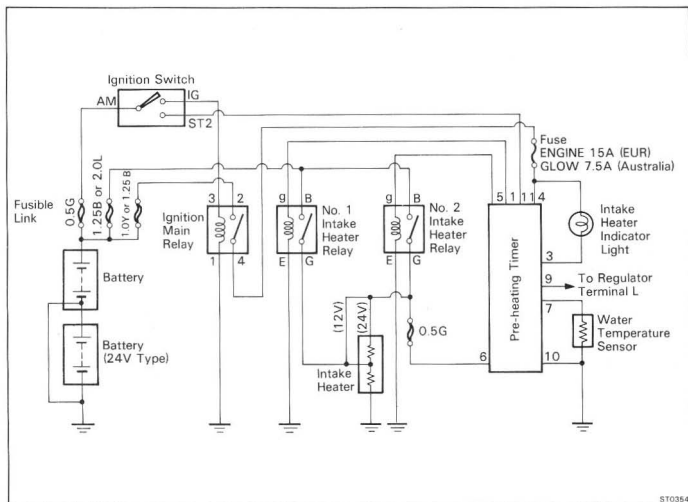 Ignition Switch
AM
IG
ST2
Fusible
Link
0.5G
1.25B or 2.0L
1.0Y or 1.25 B
3 2
Ignition
Main
Relay
1 4
g B
No. 1
Intake
Heater
Relay
E G
g B
No. 2
Intake
Heater
Relay
E G
Fuse
ENGINE 15A (EUR)
GLOW 7.5A (Australia)
5 1 11 4
Pre-heating Timer
Intake
Heater
Indicator
Light
3
9
To Regulator
Terminal L
7
Water
Temperature
Sensor
6
10
Battery
Battery
(24V Type)
(12V)
(24V)
0.5G
Intake
Heater
ST0354